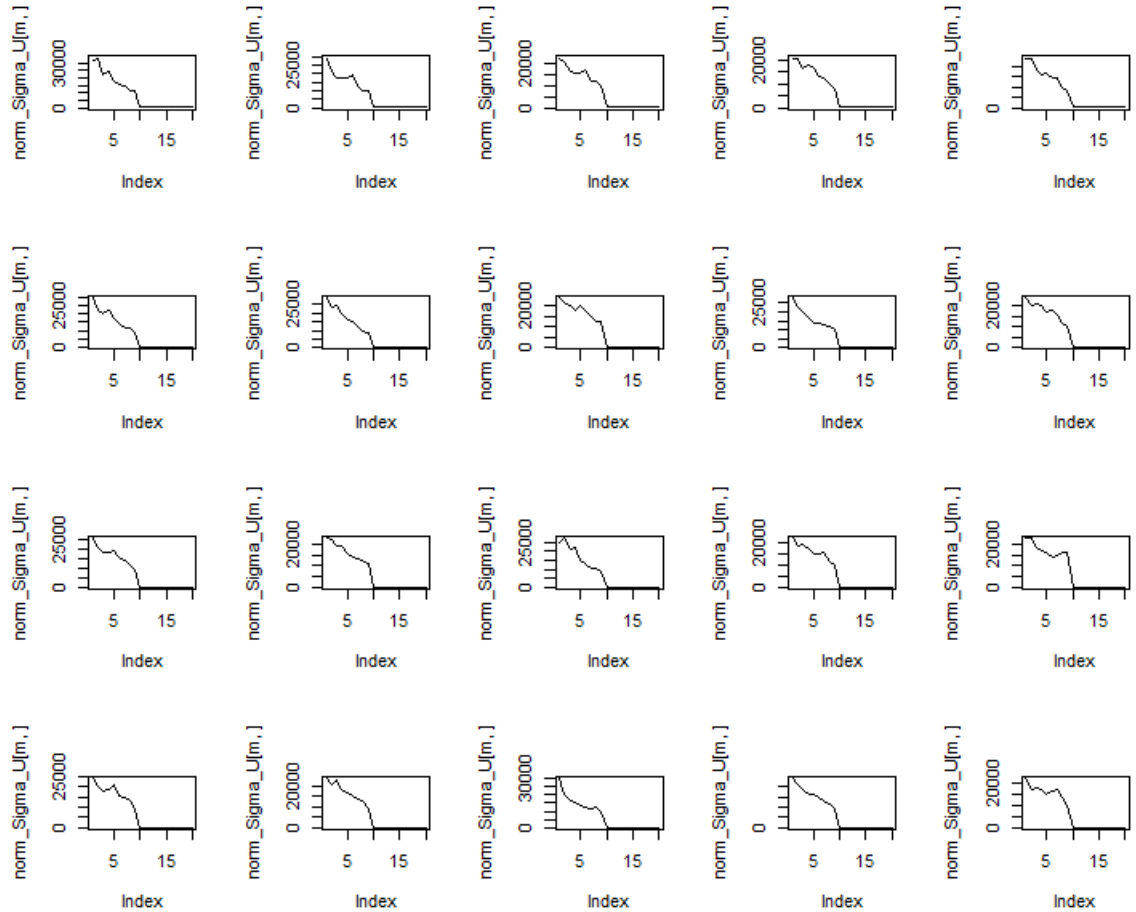 norm_Sigma_U[m, ]
0 30000
5 15
Index
norm_Sigma_U[m, ]
0 25000
5 15
Index
norm_Sigma_U[m, ]
0 20000
5 15
Index
norm_Sigma_U[m, ]
0 20000
5 15
Index
norm_Sigma_U[m, ]
0
5 15
Index
norm_Sigma_U[m, ]
0 25000
5 15
Index
norm_Sigma_U[m, ]
0 25000
5 15
Index
norm_Sigma_U[m, ]
0 20000
5 15
Index
norm_Sigma_U[m, ]
0 25000
5 15
Index
norm_Sigma_U[m, ]
0 20000
5 15
Index
norm_Sigma_U[m, ]
0 25000
5 15
Index
norm_Sigma_U[m, ]
0 20000
5 15
Index
norm_Sigma_U[m, ]
0 25000
5 15
Index
norm_Sigma_U[m, ]
0 20000
5 15
Index
norm_Sigma_U[m, ]
0 20000
5 15
Index
norm_Sigma_U[m, ]
0 25000
5 15
Index
norm_Sigma_U[m, ]
0 20000
5 15
Index
norm_Sigma_U[m, ]
0 30000
5 15
Index
norm_Sigma_U[m, ]
0
5 15
Index
norm_Sigma_U[m, ]
0 20000
5 15
Index